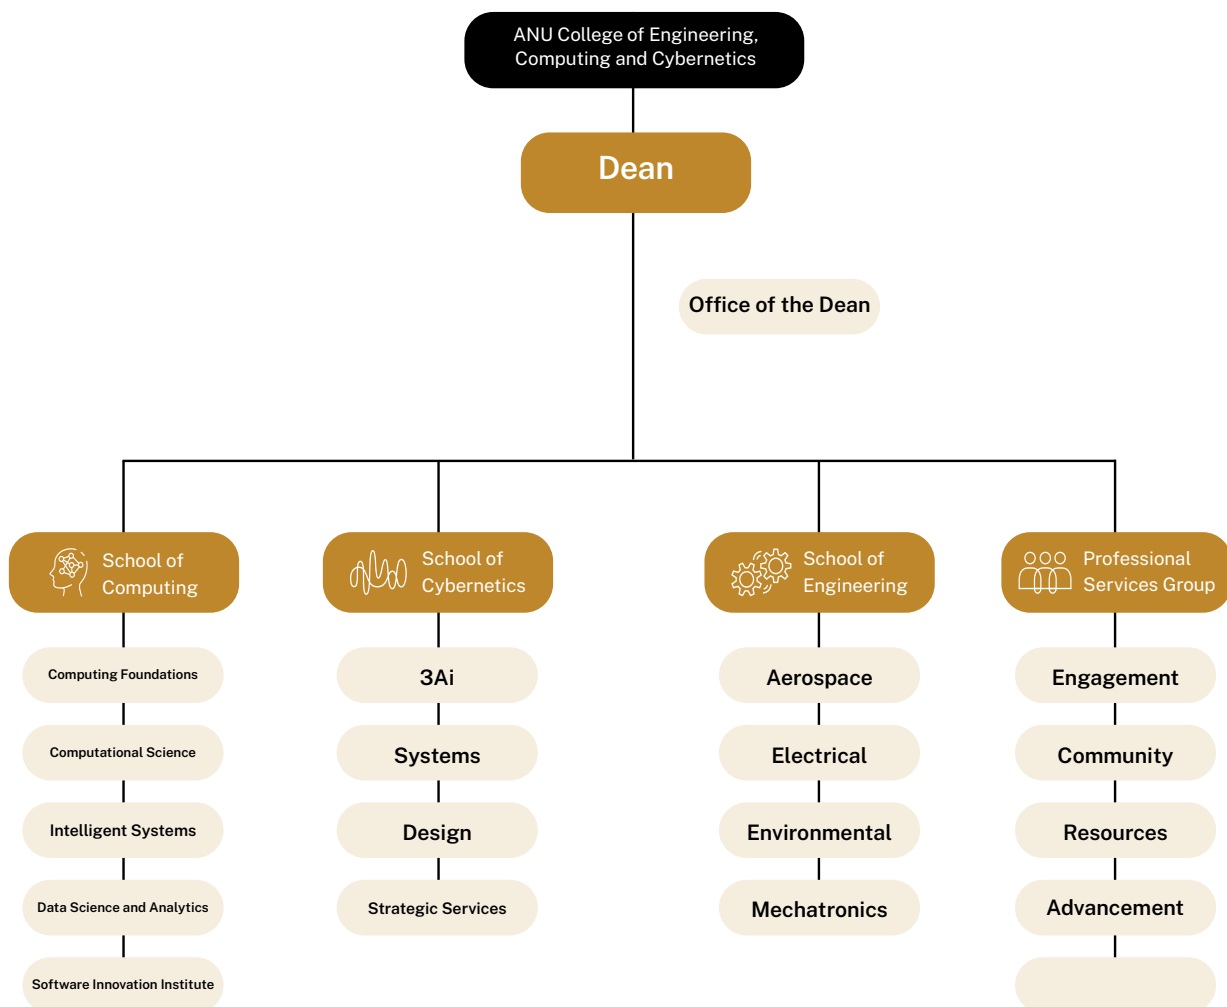 ANU College of Engineering,
Computing and Cybernetics
Dean
Office of the Dean
School of
Computing
Computing Foundations
Computational Science
Intelligent Systems
Data Science and Analytics
Software Innovation Institute
School of
Cybernetics
3Ai
Systems
Design
Strategic Services
School of
Engineering
Aerospace
Electrical
Environmental
Mechatronics
Professional
Services Group
Engagement
Community
Resources
Advancement